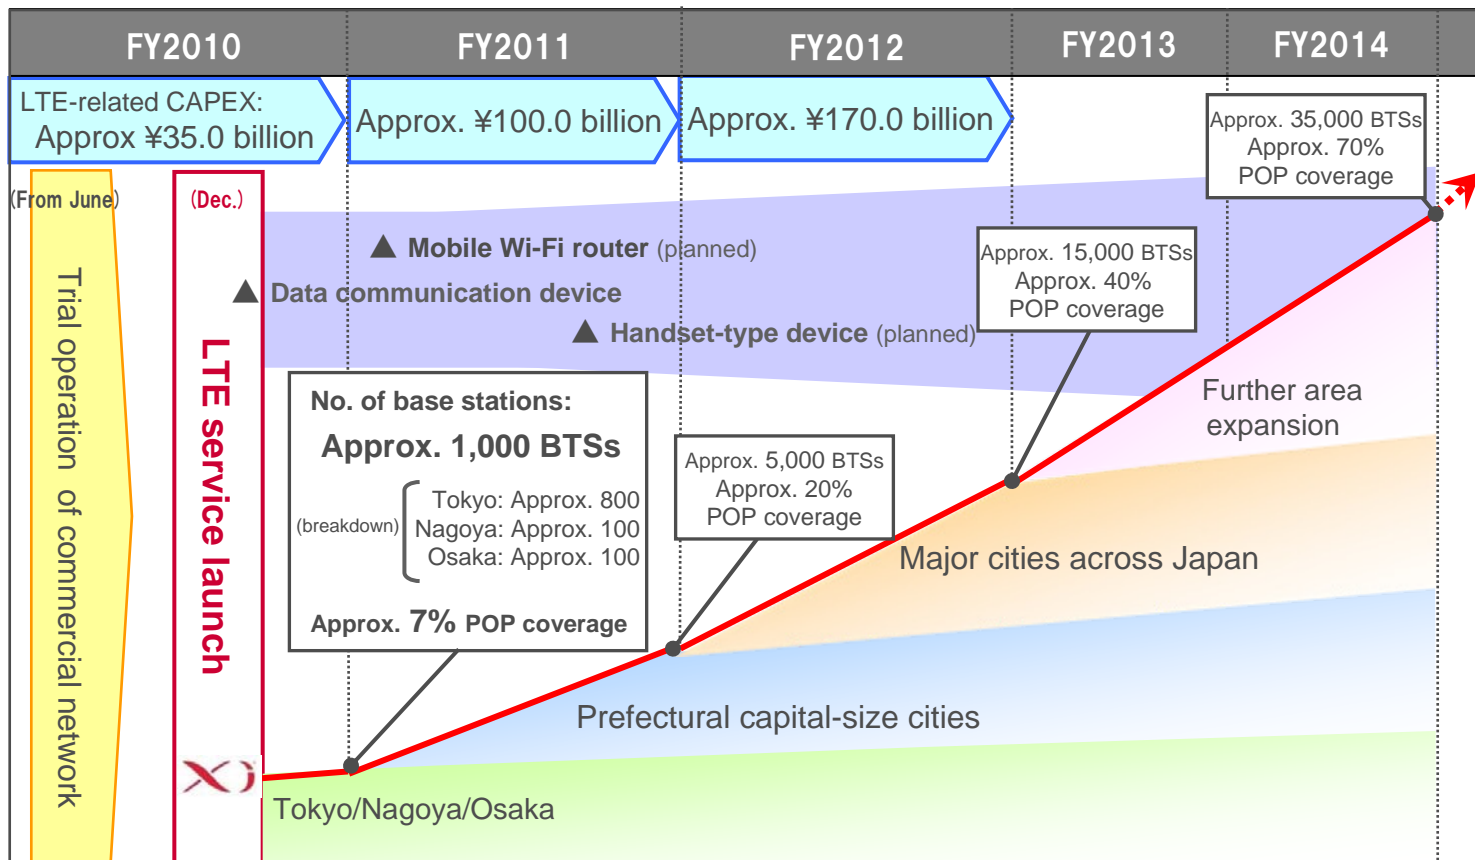 FY2010
FY2011
FY2012
FY2013
FY2014
LTE-related CAPEX:
Approx ¥35.0 billion
Approx. ¥100.0 billion
Approx. ¥170.0 billion
Approx. 35,000 BTSs
Approx. 70%
POP coverage
(From June)
(Dec.)
Trial operation of commercial network
LTE service launch
▲ Mobile Wi-Fi router (planned)
▲ Data communication device
▲ Handset-type device (planned)
Approx. 15,000 BTSs
Approx. 40%
POP coverage
No. of base stations:
Approx. 1,000 BTSs
(breakdown)
Tokyo: Approx. 800
Nagoya: Approx. 100
Osaka: Approx. 100
Approx. 7% POP coverage
Approx. 5,000 BTSs
Approx. 20%
POP coverage
Further area
expansion
Major cities across Japan
Prefectural capital-size cities
Xi
Tokyo/Nagoya/Osaka